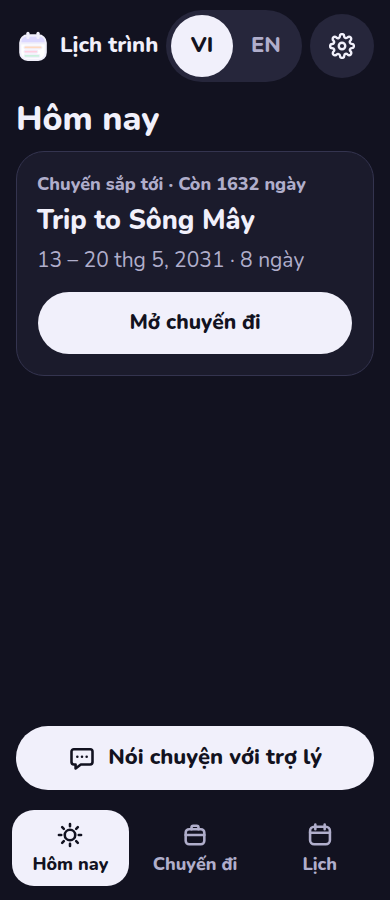 Lịch trình VI EN
Hôm nay
Chuyến sắp tới · Còn 1632 ngày
Trip to Sông Mây
13 – 20 thg 5, 2031 · 8 ngày
Mở chuyến đi
Nói chuyện với trợ lý
Hôm nay Chuyến đi Lịch